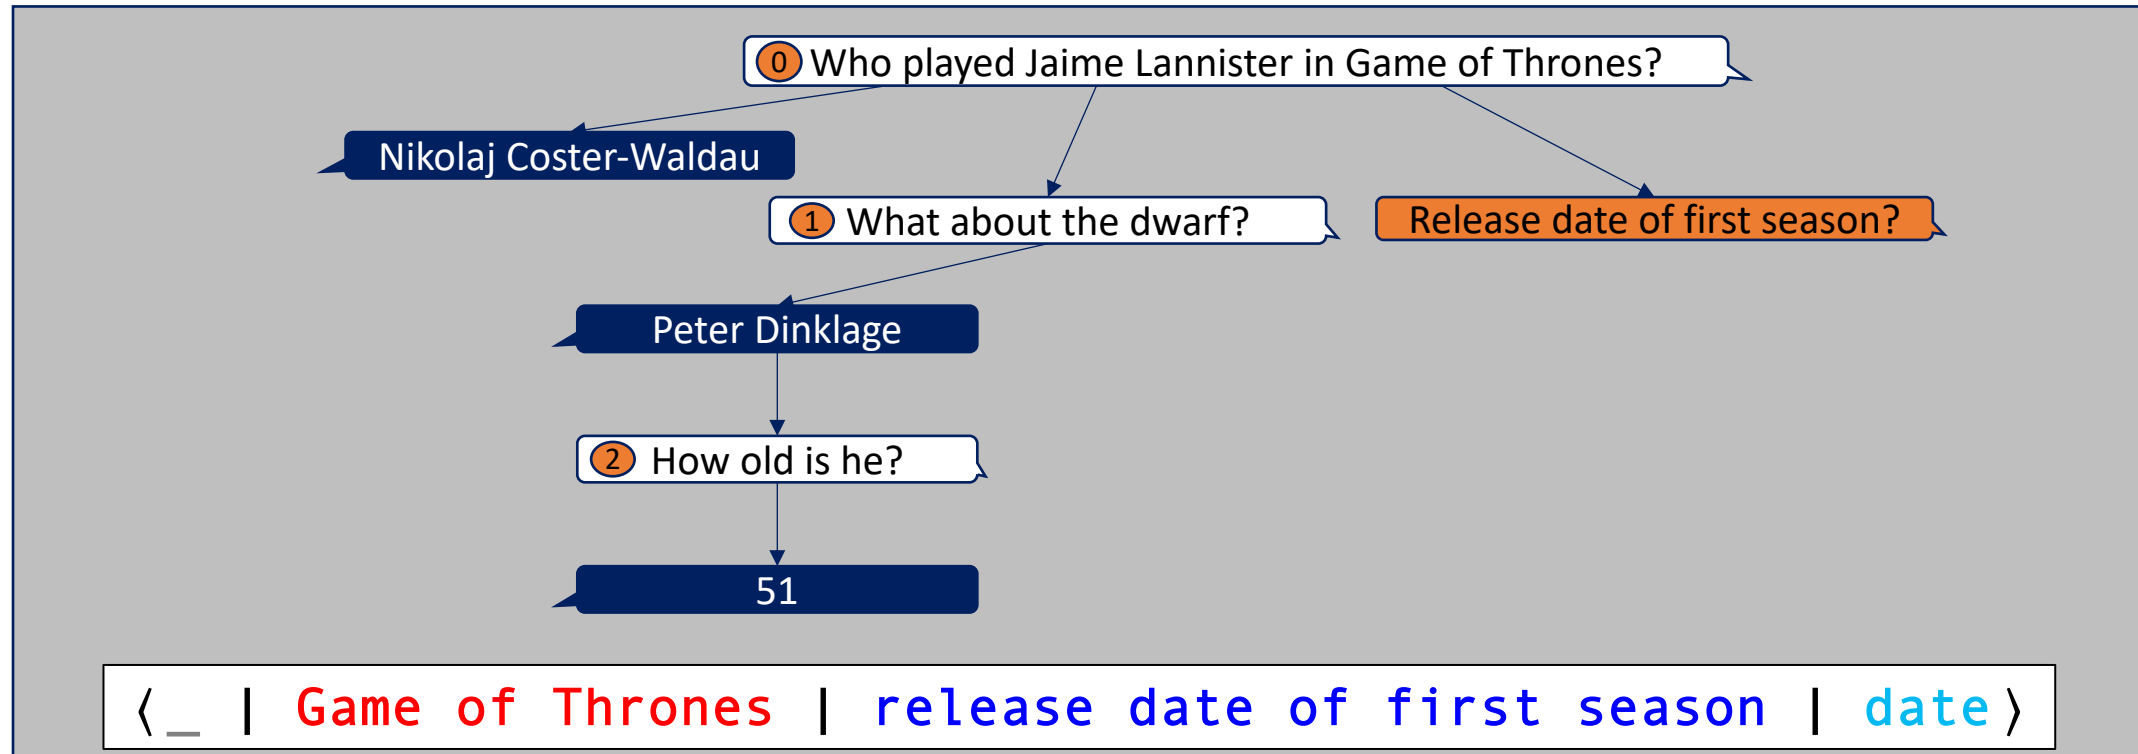 0 Who played Jaime Lannister in Game of Thrones?
Nikolaj Coster-Waldau
1 What about the dwarf?
Release date of first season?
Peter Dinklage
2 How old is he?
51
⟨_ | Game of Thrones | release date of first season | date⟩